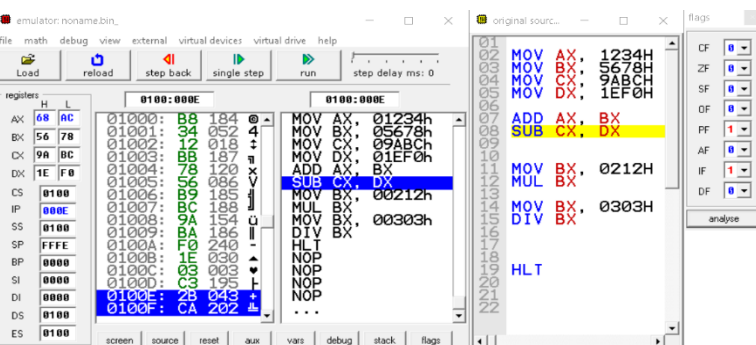 emulator: noname.bin_
file math debug view external virtual devices virtual drive help
Load reload step back single step run step delay ms: 0
registers
H L
AX 68 AC
BX 56 78
CX 9A BC
DX 1E F0
CS 0100
IP 000E
SS 0100
SP FFFE
BP 0000
SI 0000
DI 0000
DS 0100
ES 0100
0100:000E
01000: B8 184
01001: 34 052 4
01002: 12 018 ↕
01003: BB 187 ╗
01004: 78 120 x
01005: 56 086 V
01006: B9 185 ╣
01007: BC 188 ╝
01008: 9A 154 Ü
01009: BA 186 ║
0100A: F0 240 -
0100B: 1E 030 ▲
0100C: 03 003 ♥
0100D: C3 195 ├
0100E: 2B 043 +
0100F: CA 202 ╩
0100:000E
MOV AX, 01234h
MOV BX, 05678h
MOV CX, 09ABCh
MOV DX, 01EF0h
ADD AX, BX
SUB CX, DX
MOV BX, 00212h
MUL BX
MOV BX, 00303h
DIV BX
HLT
NOP
NOP
NOP
NOP
...
screen source reset aux vars debug stack flags
original sourc...
01
02 MOV AX, 1234H
03 MOV BX, 5678H
04 MOV CX, 9ABCH
05 MOV DX, 1EF0H
06
07 ADD AX, BX
08 SUB CX, DX
09
10
11 MOV BX, 0212H
12 MUL BX
13
14 MOV BX, 0303H
15 DIV BX
16
17
18
19 HLT
20
21
22
flags
CF 0
ZF 0
SF 0
OF 0
PF 1
AF 0
IF 1
DF 0
analyse